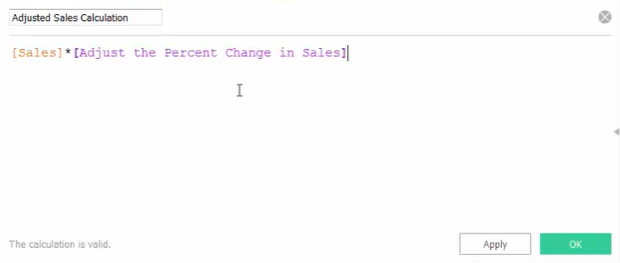 Adjusted Sales Calculation
[Sales]*[Adjust the Percent Change in Sales]
The calculation is valid.
Apply
OK